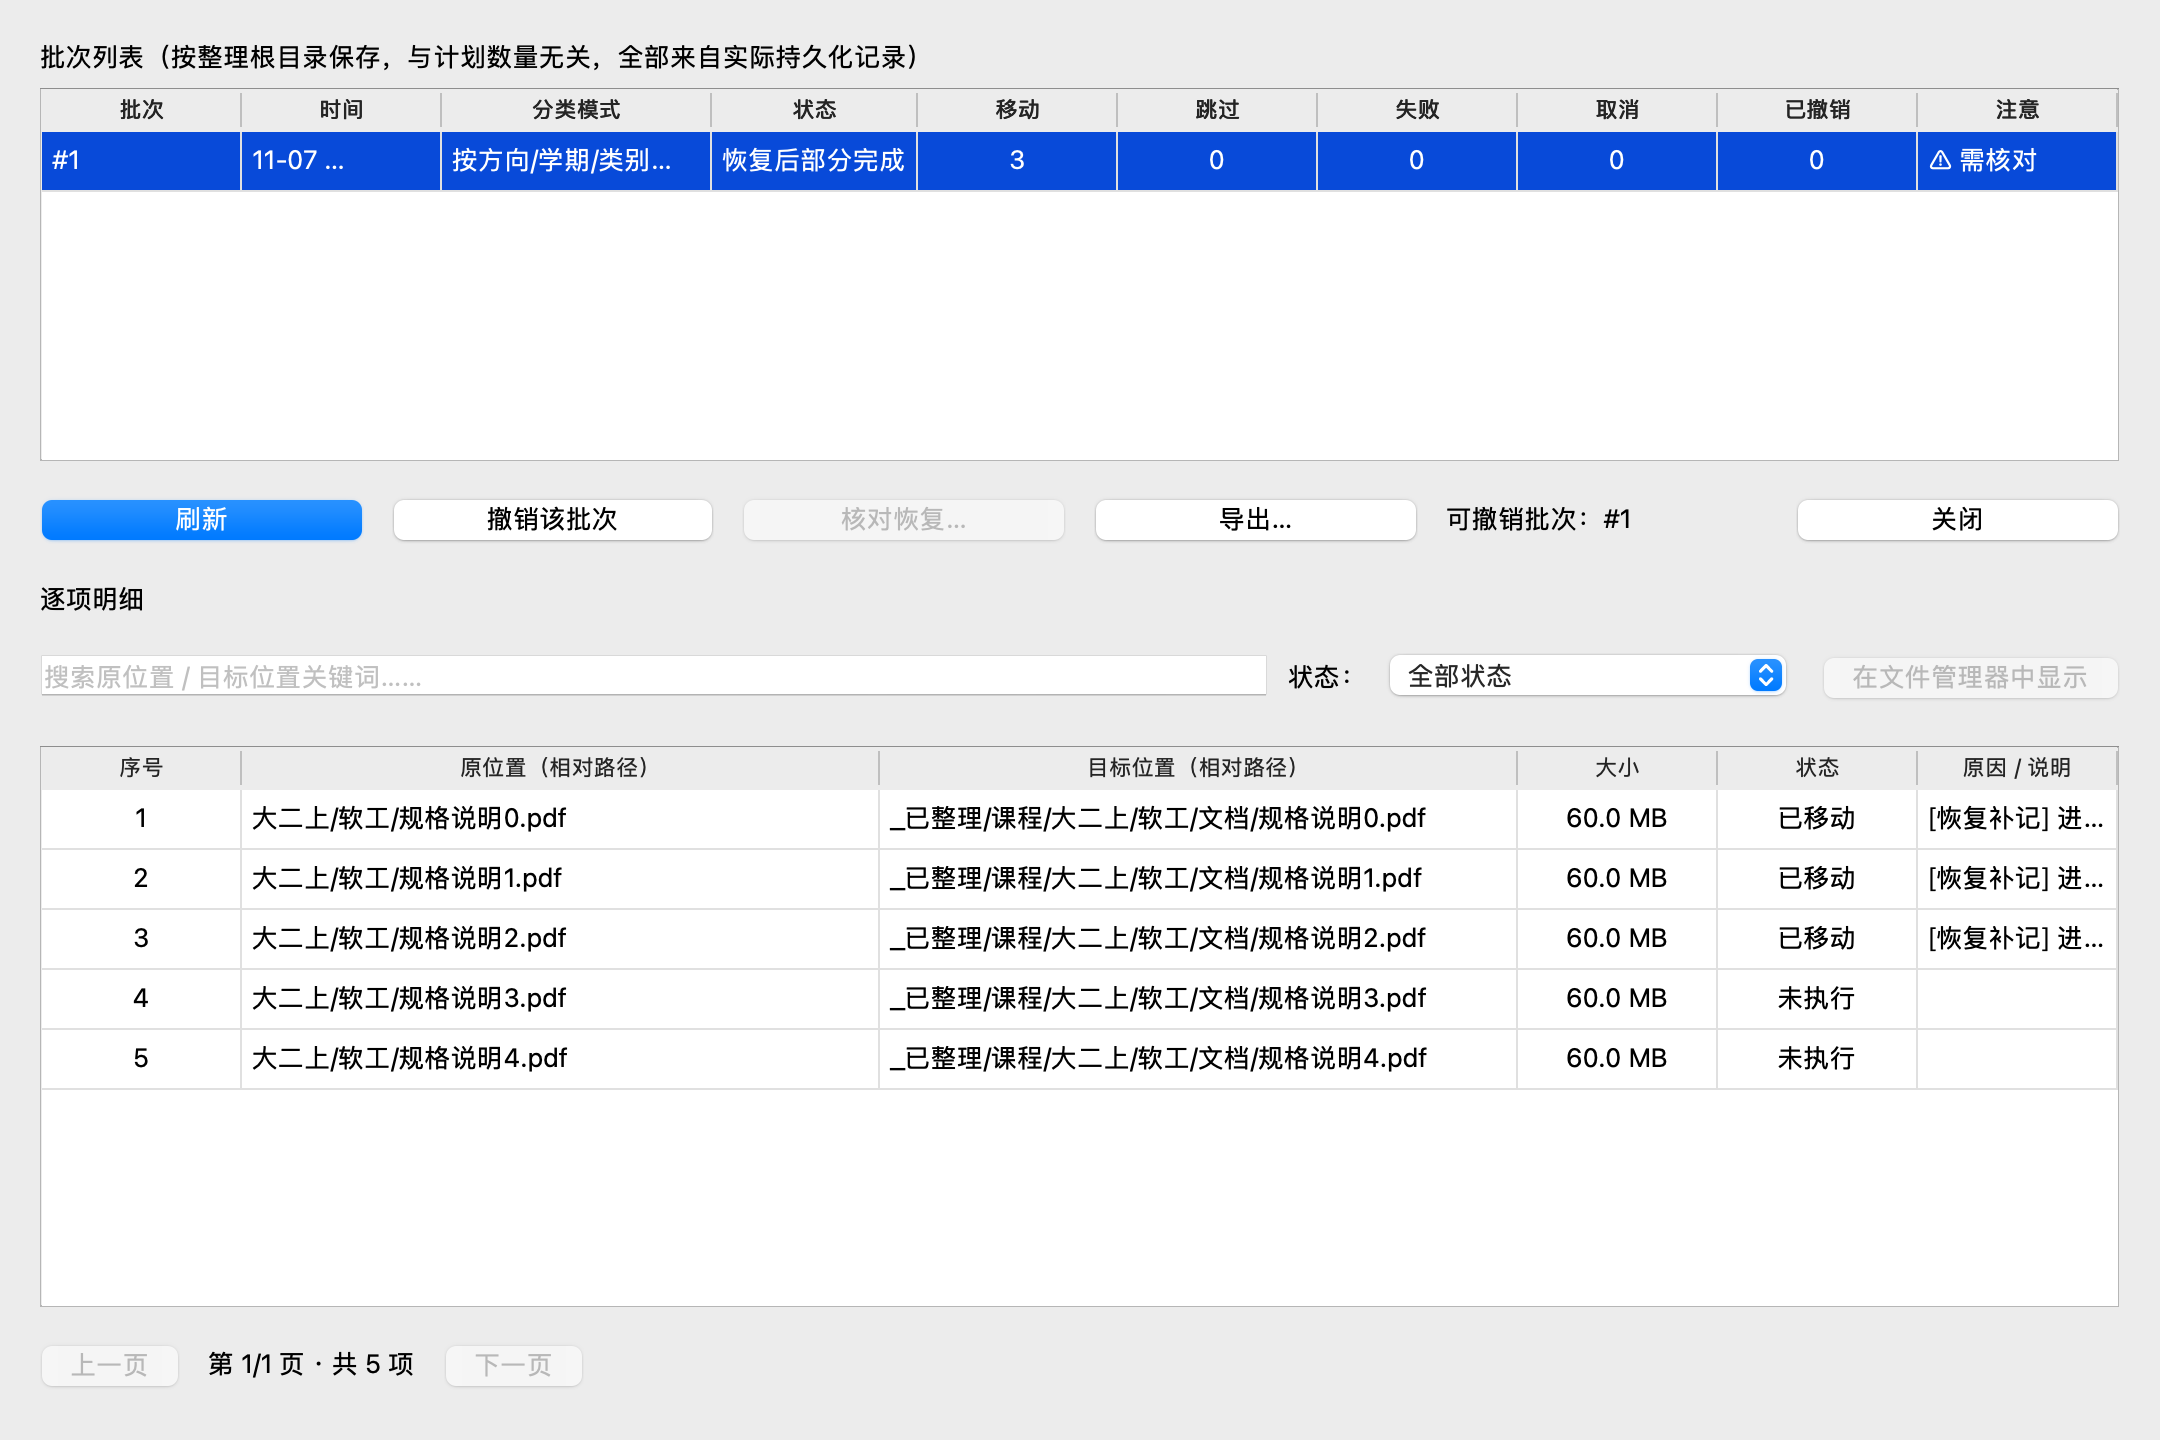 批次列表（按整理根目录保存，与计划数量无关，全部来自实际持久化记录）
批次 时间 分类模式 状态 移动 跳过 失败 取消 已撤销 注意
#1 11-07 ... 按方向/学期/类别... 恢复后部分完成 3 0 0 0 0 ⚠ 需核对
刷新 撤销该批次 核对恢复... 导出... 可撤销批次：#1 关闭
逐项明细
搜索原位置 / 目标位置关键词...... 状态： 全部状态 在文件管理器中显示
序号 原位置（相对路径） 目标位置（相对路径） 大小 状态 原因 / 说明
1 大二上/软工/规格说明0.pdf _已整理/课程/大二上/软工/文档/规格说明0.pdf 60.0 MB 已移动 [恢复补记] 进...
2 大二上/软工/规格说明1.pdf _已整理/课程/大二上/软工/文档/规格说明1.pdf 60.0 MB 已移动 [恢复补记] 进...
3 大二上/软工/规格说明2.pdf _已整理/课程/大二上/软工/文档/规格说明2.pdf 60.0 MB 已移动 [恢复补记] 进...
4 大二上/软工/规格说明3.pdf _已整理/课程/大二上/软工/文档/规格说明3.pdf 60.0 MB 未执行
5 大二上/软工/规格说明4.pdf _已整理/课程/大二上/软工/文档/规格说明4.pdf 60.0 MB 未执行
上一页 第 1/1 页 · 共 5 项 下一页